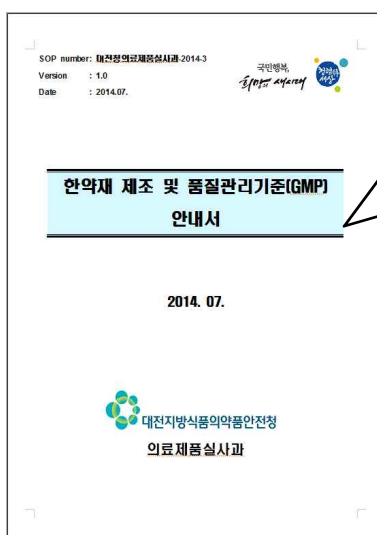 SOP number: 대전청의료제품실사과-2014-3
Version : 1.0
Date : 2014.07.
국민행복,
희망의 새시대
한약재 제조 및 품질관리기준(GMP)
안내서
2014. 07.
대전지방식품의약품안전청
의료제품실사과